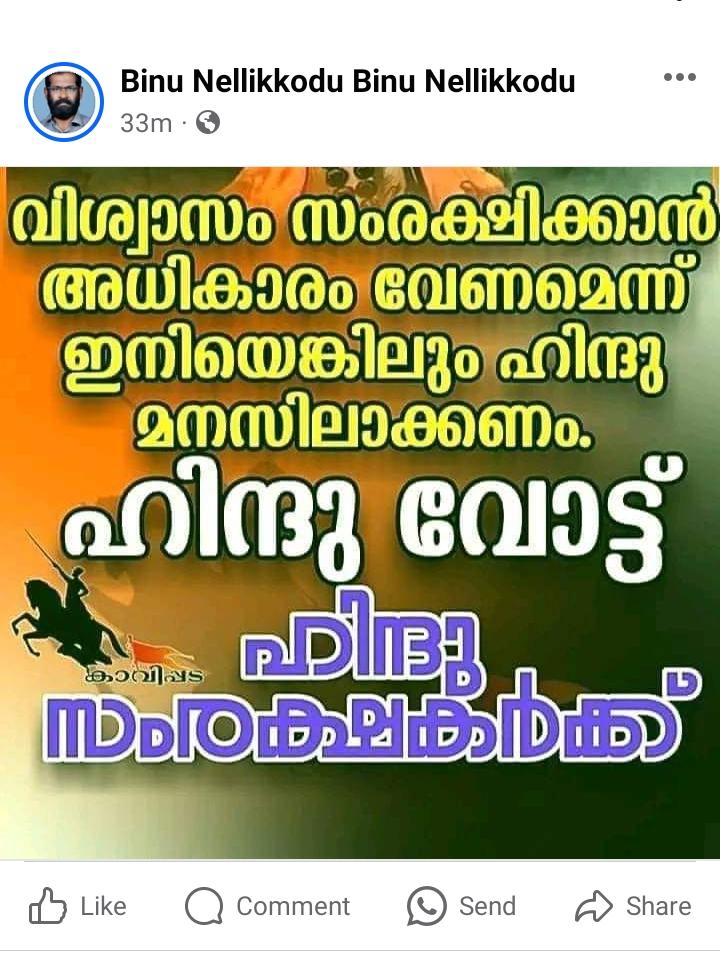 Binu Nellikkodu Binu Nellikkodu
33m ·
വിശ്വാസം സംരക്ഷിക്കാൻ
അധികാരം വേണമെന്ന്
ഇനിയെങ്കിലും ഹിന്ദു
മനസിലാക്കണം.
ഹിന്ദു വോട്ട്
കാവിപ്പട
ഹിന്ദു
സംരക്ഷകർക്ക്
Like Comment Send Share